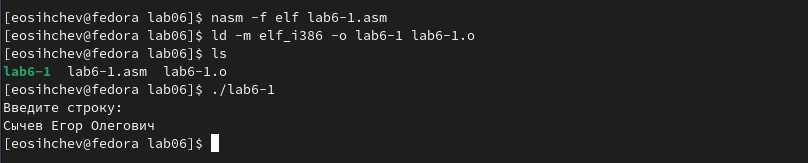 [eosihchev@fedora lab06]$ nasm -f elf lab6-1.asm
[eosihchev@fedora lab06]$ ld -m elf_i386 -o lab6-1 lab6-1.o
[eosihchev@fedora lab06]$ ls
lab6-1  lab6-1.asm  lab6-1.o
[eosihchev@fedora lab06]$ ./lab6-1
Введите строку:
Сычев Егор Олегович
[eosihchev@fedora lab06]$